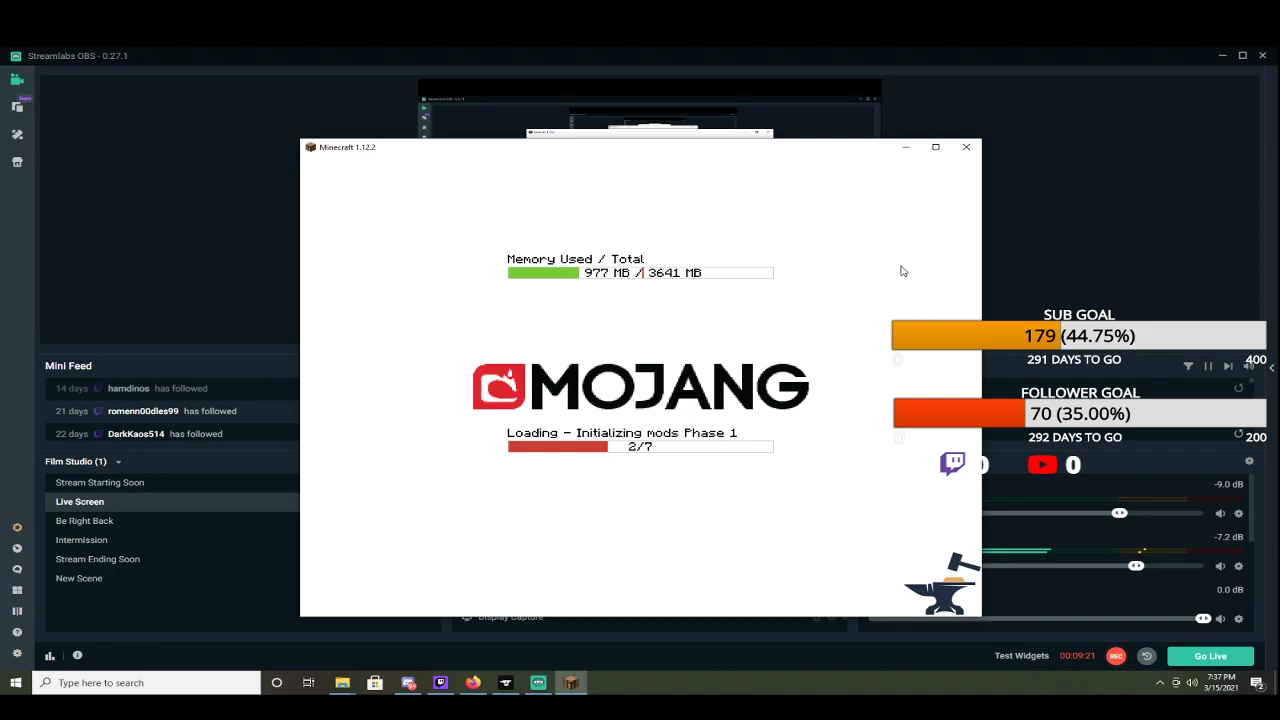 Streamlabs OBS - 0.27.1
New
Minecraft 1.12.2
Memory Used / Total
977 MB / 3641 MB
MOJANG
Loading - Initializing mods Phase 1
2/7
SUB GOAL
179 (44.75%)
0
291 DAYS TO GO
400
FOLLOWER GOAL
70 (35.00%)
0
292 DAYS TO GO
200
0
0
Mini Feed
14 days hamdinos has followed
21 days romenn00dles99 has followed
22 days DarkKaos514 has followed
Film Studio (1)
Stream Starting Soon
Live Screen
Be Right Back
Intermission
Stream Ending Soon
New Scene
-9.0 dB
-7.2 dB
0.0 dB
Display Capture
Test Widgets
00:09:21
REC
Go Live
Type here to search
7:37 PM
3/15/2021
2